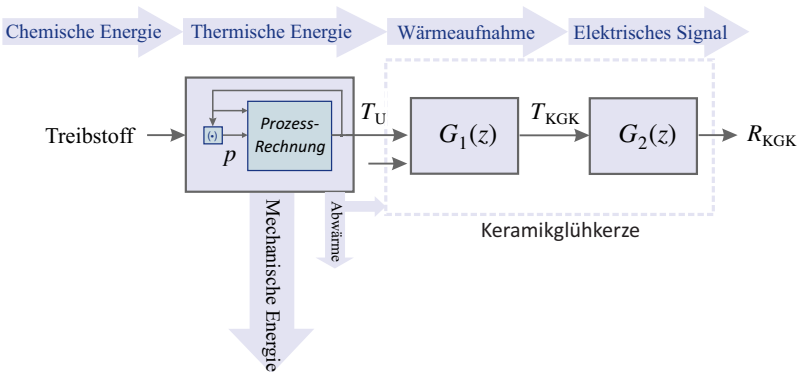 Chemische Energie
Thermische Energie
Wärmeaufnahme
Elektrisches Signal
Treibstoff
(•)
p
Prozess-
Rechnung
T_U
G_1(z)
T_KGK
G_2(z)
R_KGK
Mechanische Energie
Abwärme
Keramikglühkerze